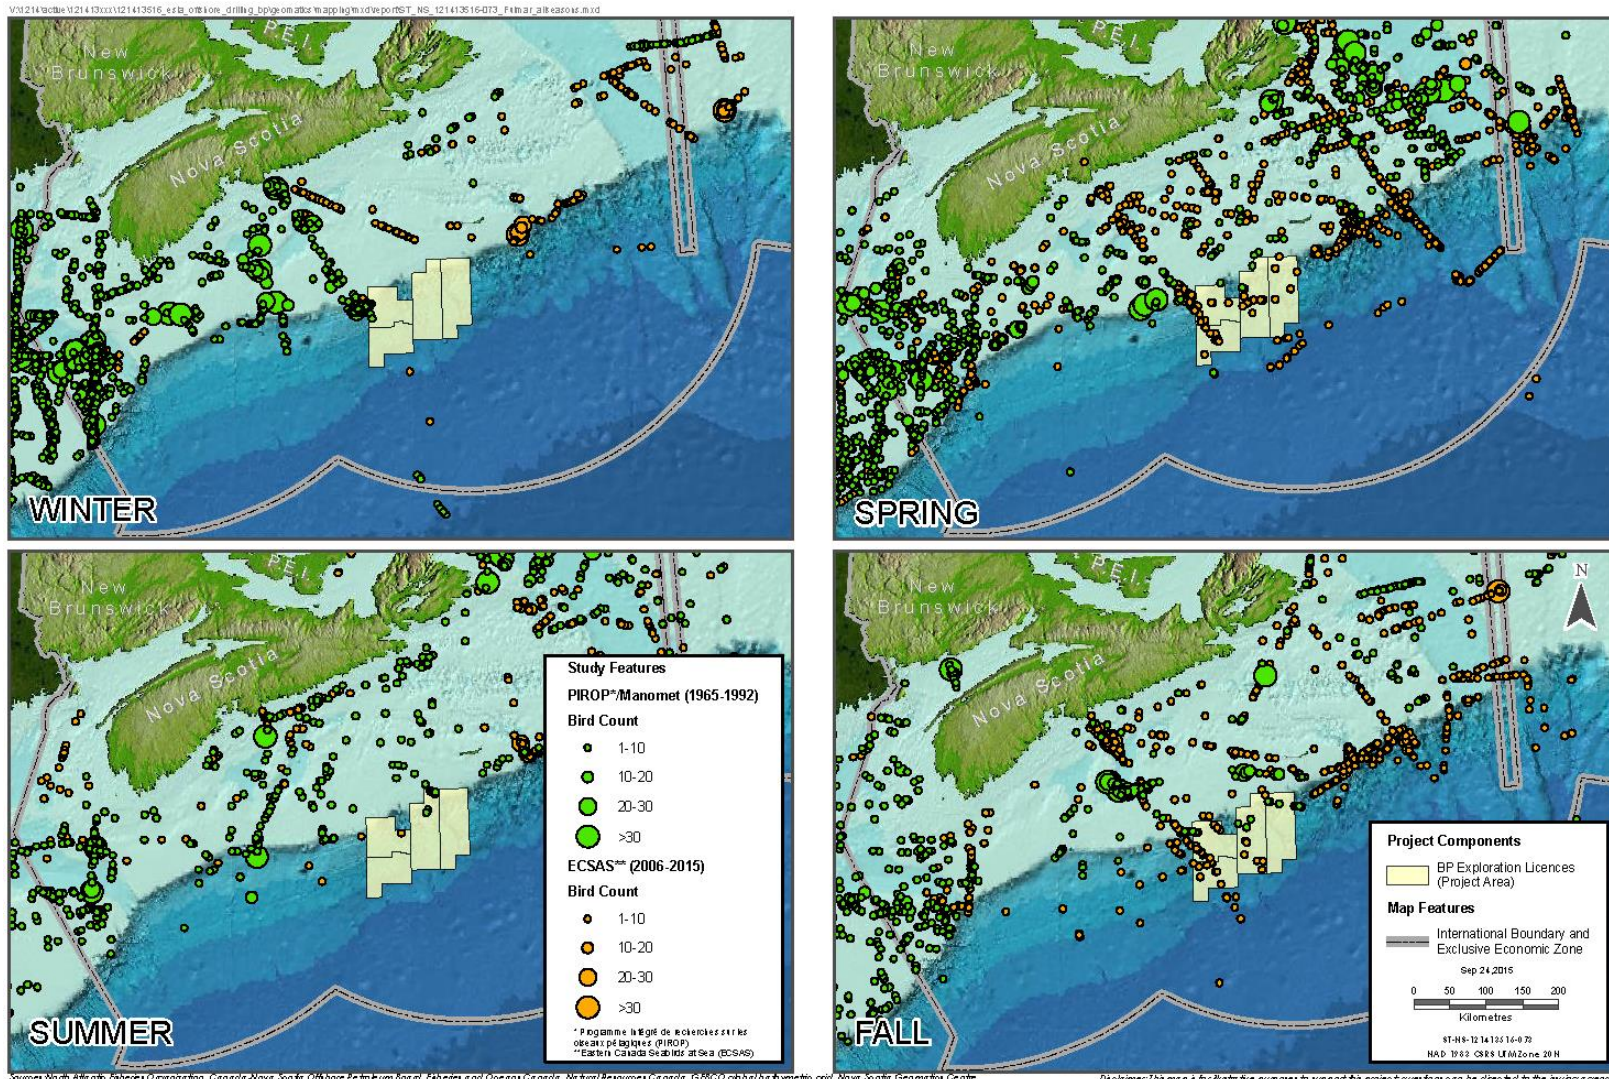 New
Brunswick
P.E.I.
Nova Scotia
WINTER
New
Brunswick
P.E.I.
Nova Scotia
SPRING
New
Brunswick
P.E.I.
Nova Scotia
SUMMER
Study Features
PIROP*/Manomet (1965-1992)
Bird Count
1-10
10-20
20-30
>30
ECSAS** (2006-2015)
Bird Count
1-10
10-20
20-30
>30
* Programme intégré de recherches sur les
oiseaux pélagiques (PIROP)
**Eastern Canada Seabirds at Sea (ECSAS)
New
Brunswick
P.E.I.
Nova Scotia
N
FALL
Project Components
BP Exploration Licences
(Project Area)
Map Features
International Boundary and
Exclusive Economic Zone
Sep 24,2015
0 50 100 150 200
Kilometres
ST-NS-121413516-073
NAD 1983 CSRS UTM Zone 20N